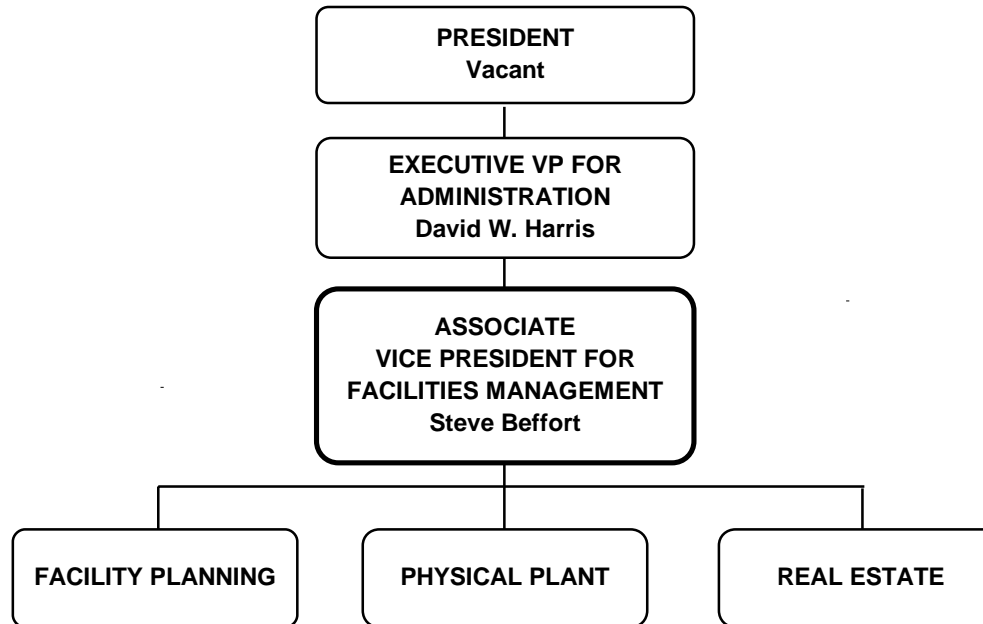 PRESIDENT
Vacant
EXECUTIVE VP FOR
ADMINISTRATION
David W. Harris
ASSOCIATE
VICE PRESIDENT FOR
FACILITIES MANAGEMENT
Steve Beffort
FACILITY PLANNING
PHYSICAL PLANT
REAL ESTATE